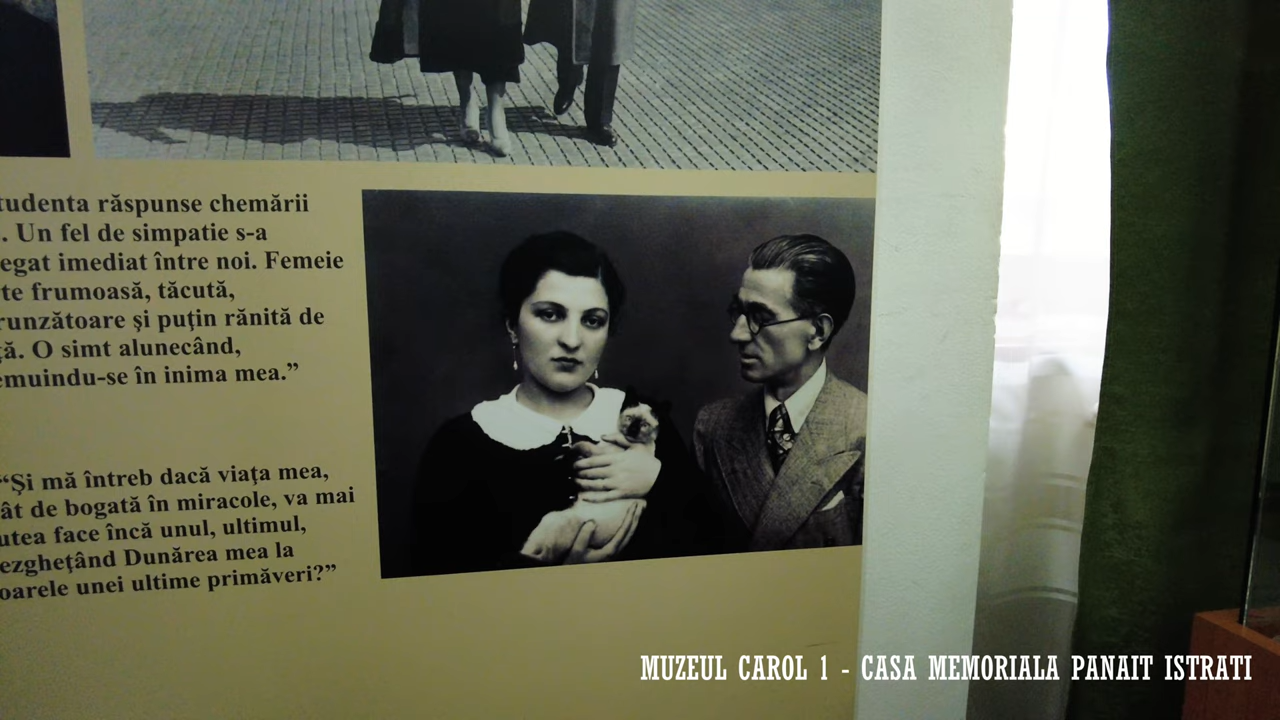 tudenta răspunse chemării
. Un fel de simpatie s-a
egat imediat între noi. Femeie
te frumoasă, tăcută,
runzătoare şi puţin rănită de
ţă. O simt alunecând,
emuindu-se în inima mea.”
“Şi mă întreb dacă viaţa mea,
ât de bogată în miracole, va mai
utea face încă unul, ultimul,
ezgheţând Dunărea mea la
oarele unei ultime primăveri?”
MUZEUL CAROL 1 - CASA MEMORIALA PANAIT ISTRATI